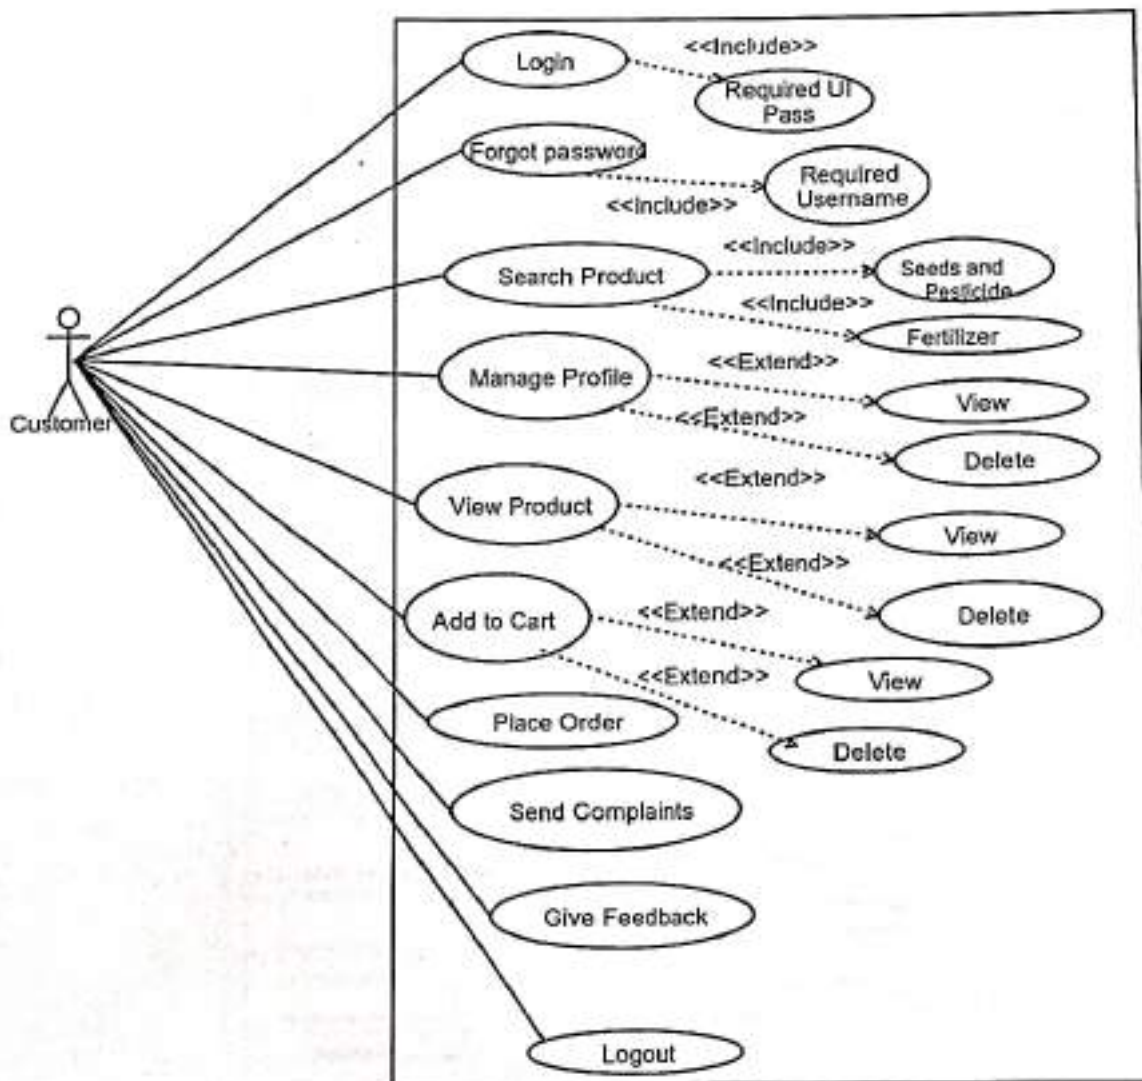 <<Include>>
Login
Required UI
Pass
Forgot password
Required
Username
<<Include>>
<<Include>>
Search Product
Seeds and
Pesticide
<<Include>>
Fertilizer
Customer
Manage Profile
<<Extend>>
View
<<Extend>>
Delete
<<Extend>>
View Product
View
<<Extend>>
Delete
Add to Cart
<<Extend>>
View
<<Extend>>
Place Order
Delete
Send Complaints
Give Feedback
Logout